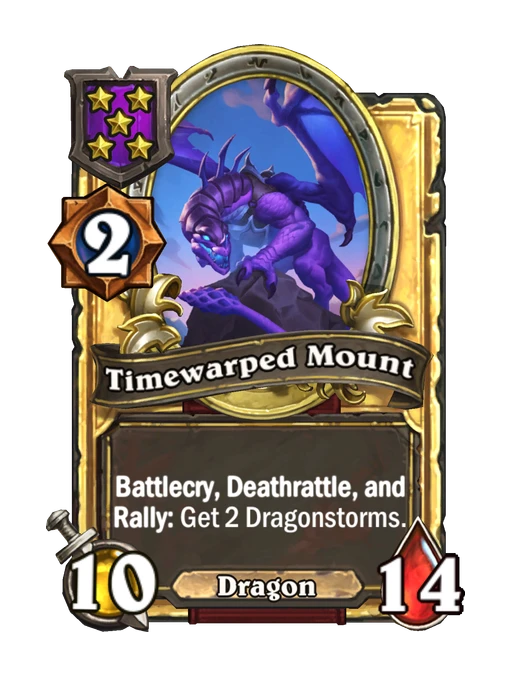 2
Timewarped Mount
Battlecry, Deathrattle, and
Rally: Get 2 Dragonstorms.
10
Dragon
14